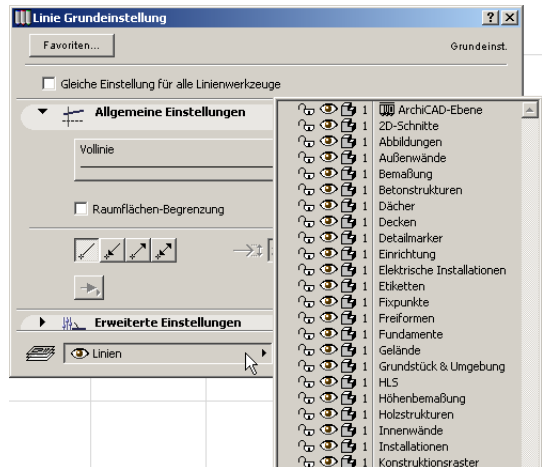 Linie Grundeinstellung
Favoriten...
Grundeinst.
Gleiche Einstellung für alle Linienwerkzeuge
Allgemeine Einstellungen
Vollinie
Raumflächen-Begrenzung
Erweiterte Einstellungen
Linien
1 ArchiCAD-Ebene
1 2D-Schnitte
1 Abbildungen
1 Außenwände
1 Bemaßung
1 Betonstrukturen
1 Dächer
1 Decken
1 Detailmarker
1 Einrichtung
1 Elektrische Installationen
1 Etiketten
1 Fixpunkte
1 Freiformen
1 Fundamente
1 Gelände
1 Grundstück & Umgebung
1 HLS
1 Höhenbemaßung
1 Holzstrukturen
1 Innenwände
1 Installationen
1 Konstruktionsraster